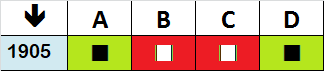 🡻 A B C D
1905 ■ □ □ ■